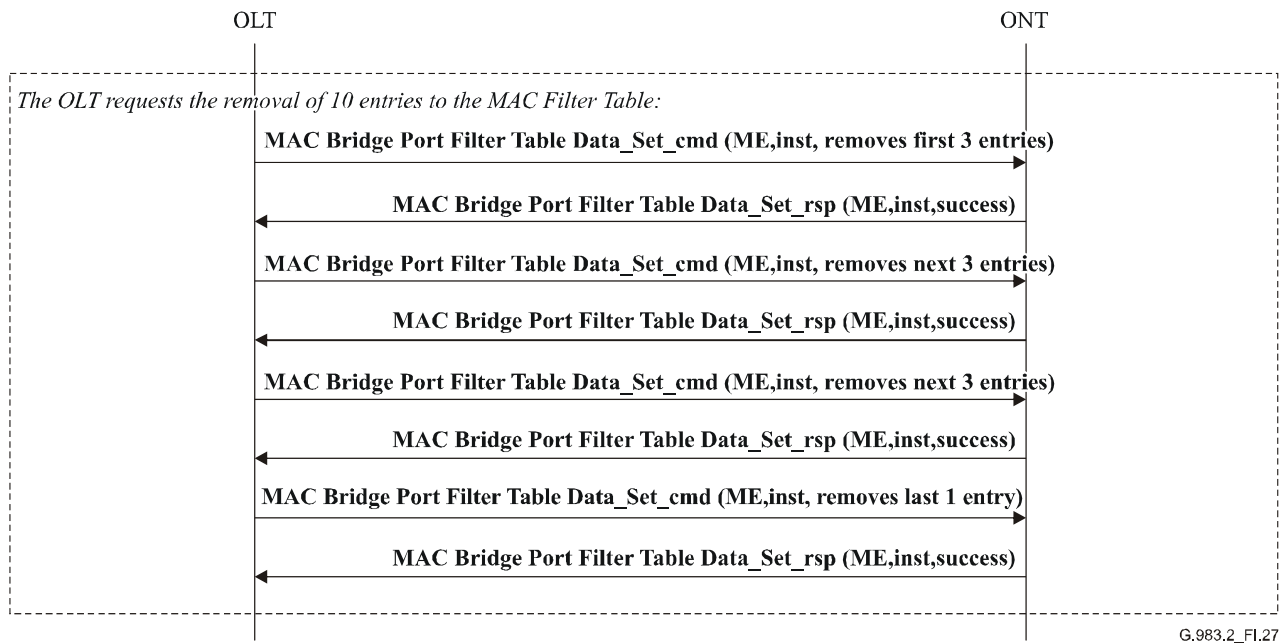 OLT ONT
The OLT requests the removal of 10 entries to the MAC Filter Table:
MAC Bridge Port Filter Table Data_Set_cmd (ME,inst, removes first 3 entries)
MAC Bridge Port Filter Table Data_Set_rsp (ME,inst,success)
MAC Bridge Port Filter Table Data_Set_cmd (ME,inst, removes next 3 entries)
MAC Bridge Port Filter Table Data_Set_rsp (ME,inst,success)
MAC Bridge Port Filter Table Data_Set_cmd (ME,inst, removes next 3 entries)
MAC Bridge Port Filter Table Data_Set_rsp (ME,inst,success)
MAC Bridge Port Filter Table Data_Set_cmd (ME,inst, removes last 1 entry)
MAC Bridge Port Filter Table Data_Set_rsp (ME,inst,success)
G.983.2_FI.27